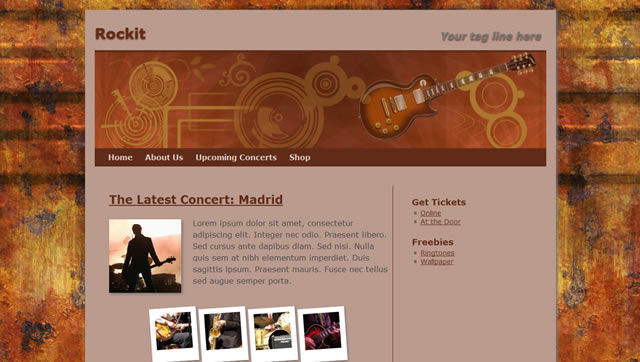 Rockit
Your tag line here
Home About Us Upcoming Concerts Shop
The Latest Concert: Madrid
Lorem ipsum dolor sit amet, consectetur
adipiscing elit. Integer nec odio. Praesent libero.
Sed cursus ante dapibus diam. Sed nisi. Nulla
quis sem at nibh elementum imperdiet. Duis
sagittis ipsum. Praesent mauris. Fusce nec tellus
sed augue semper porta.
Get Tickets
Online
At the Door
Freebies
Ringtones
Wallpaper